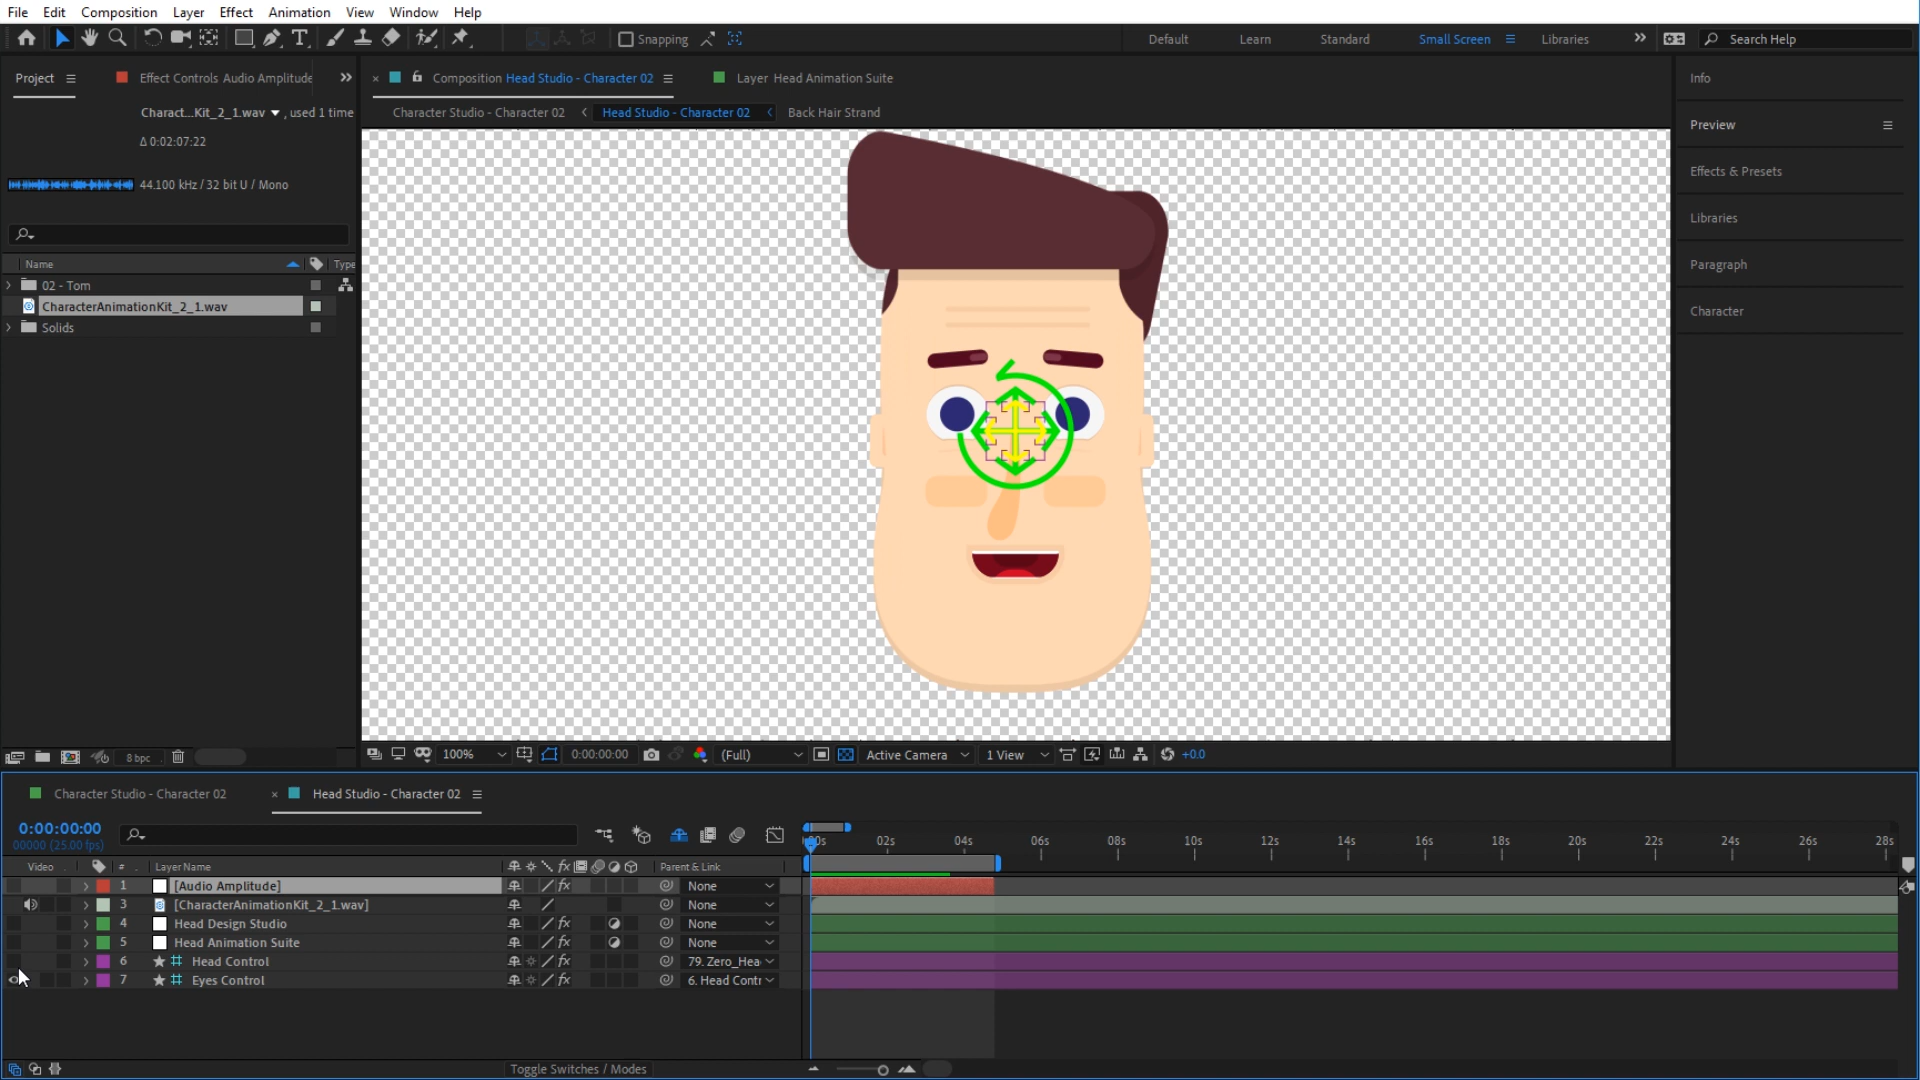 File Edit Composition Layer Effect Animation View Window Help
Snapping
Default Learn Standard Small Screen Libraries Search Help
Project Effect Controls Audio Amplitude
Composition Head Studio - Character 02
Layer Head Animation Suite
Info
Charact...Kit_2_1.wav , used 1 time
Character Studio - Character 02 Head Studio - Character 02 Back Hair Strand
Preview
Δ 0:02:07:22
Effects & Presets
44.100 kHz / 32 bit U / Mono
Libraries
Name Type
Paragraph
02 - Tom
CharacterAnimationKit_2_1.wav
Character
Solids
8 bpc
100% 0:00:00:00 (Full) Active Camera 1 View +0.0
Character Studio - Character 02 Head Studio - Character 02
0:00:00:00
00000 (25.00 fps)
02s 04s 06s 08s 10s 12s 14s 16s 18s 20s 22s 24s 26s 28s
Video # Layer Name fx Parent & Link
1 [Audio Amplitude] fx None
3 [CharacterAnimationKit_2_1.wav] None
4 Head Design Studio fx None
5 Head Animation Suite fx None
6 Head Control fx 79. Zero_Hea
7 Eyes Control fx 6. Head Contr
Toggle Switches / Modes